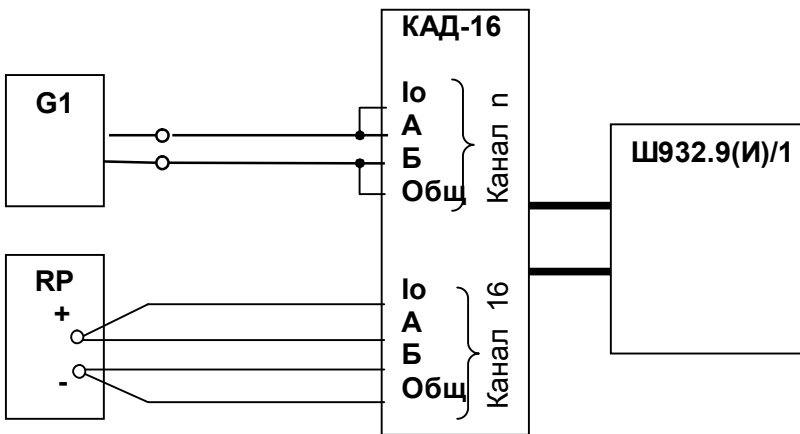 КАД-16
G1
Io
А
Б
Общ
Канал n
Ш932.9(И)/1
RP
+
-
Io
А
Б
Общ
Канал 16